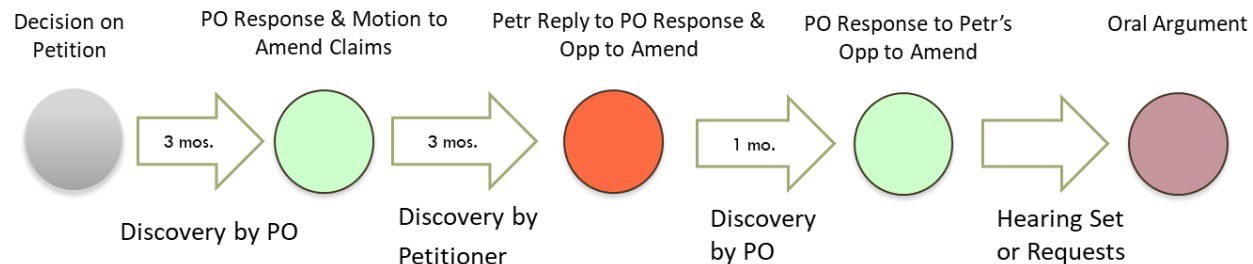 Decision on
Petition
PO Response & Motion to
Amend Claims
Petr Reply to PO Response &
Opp to Amend
PO Response to Petr's
Opp to Amend
Oral Argument
3 mos.
3 mos.
1 mo.
Discovery by PO
Discovery by
Petitioner
Discovery
by PO
Hearing Set
or Requests